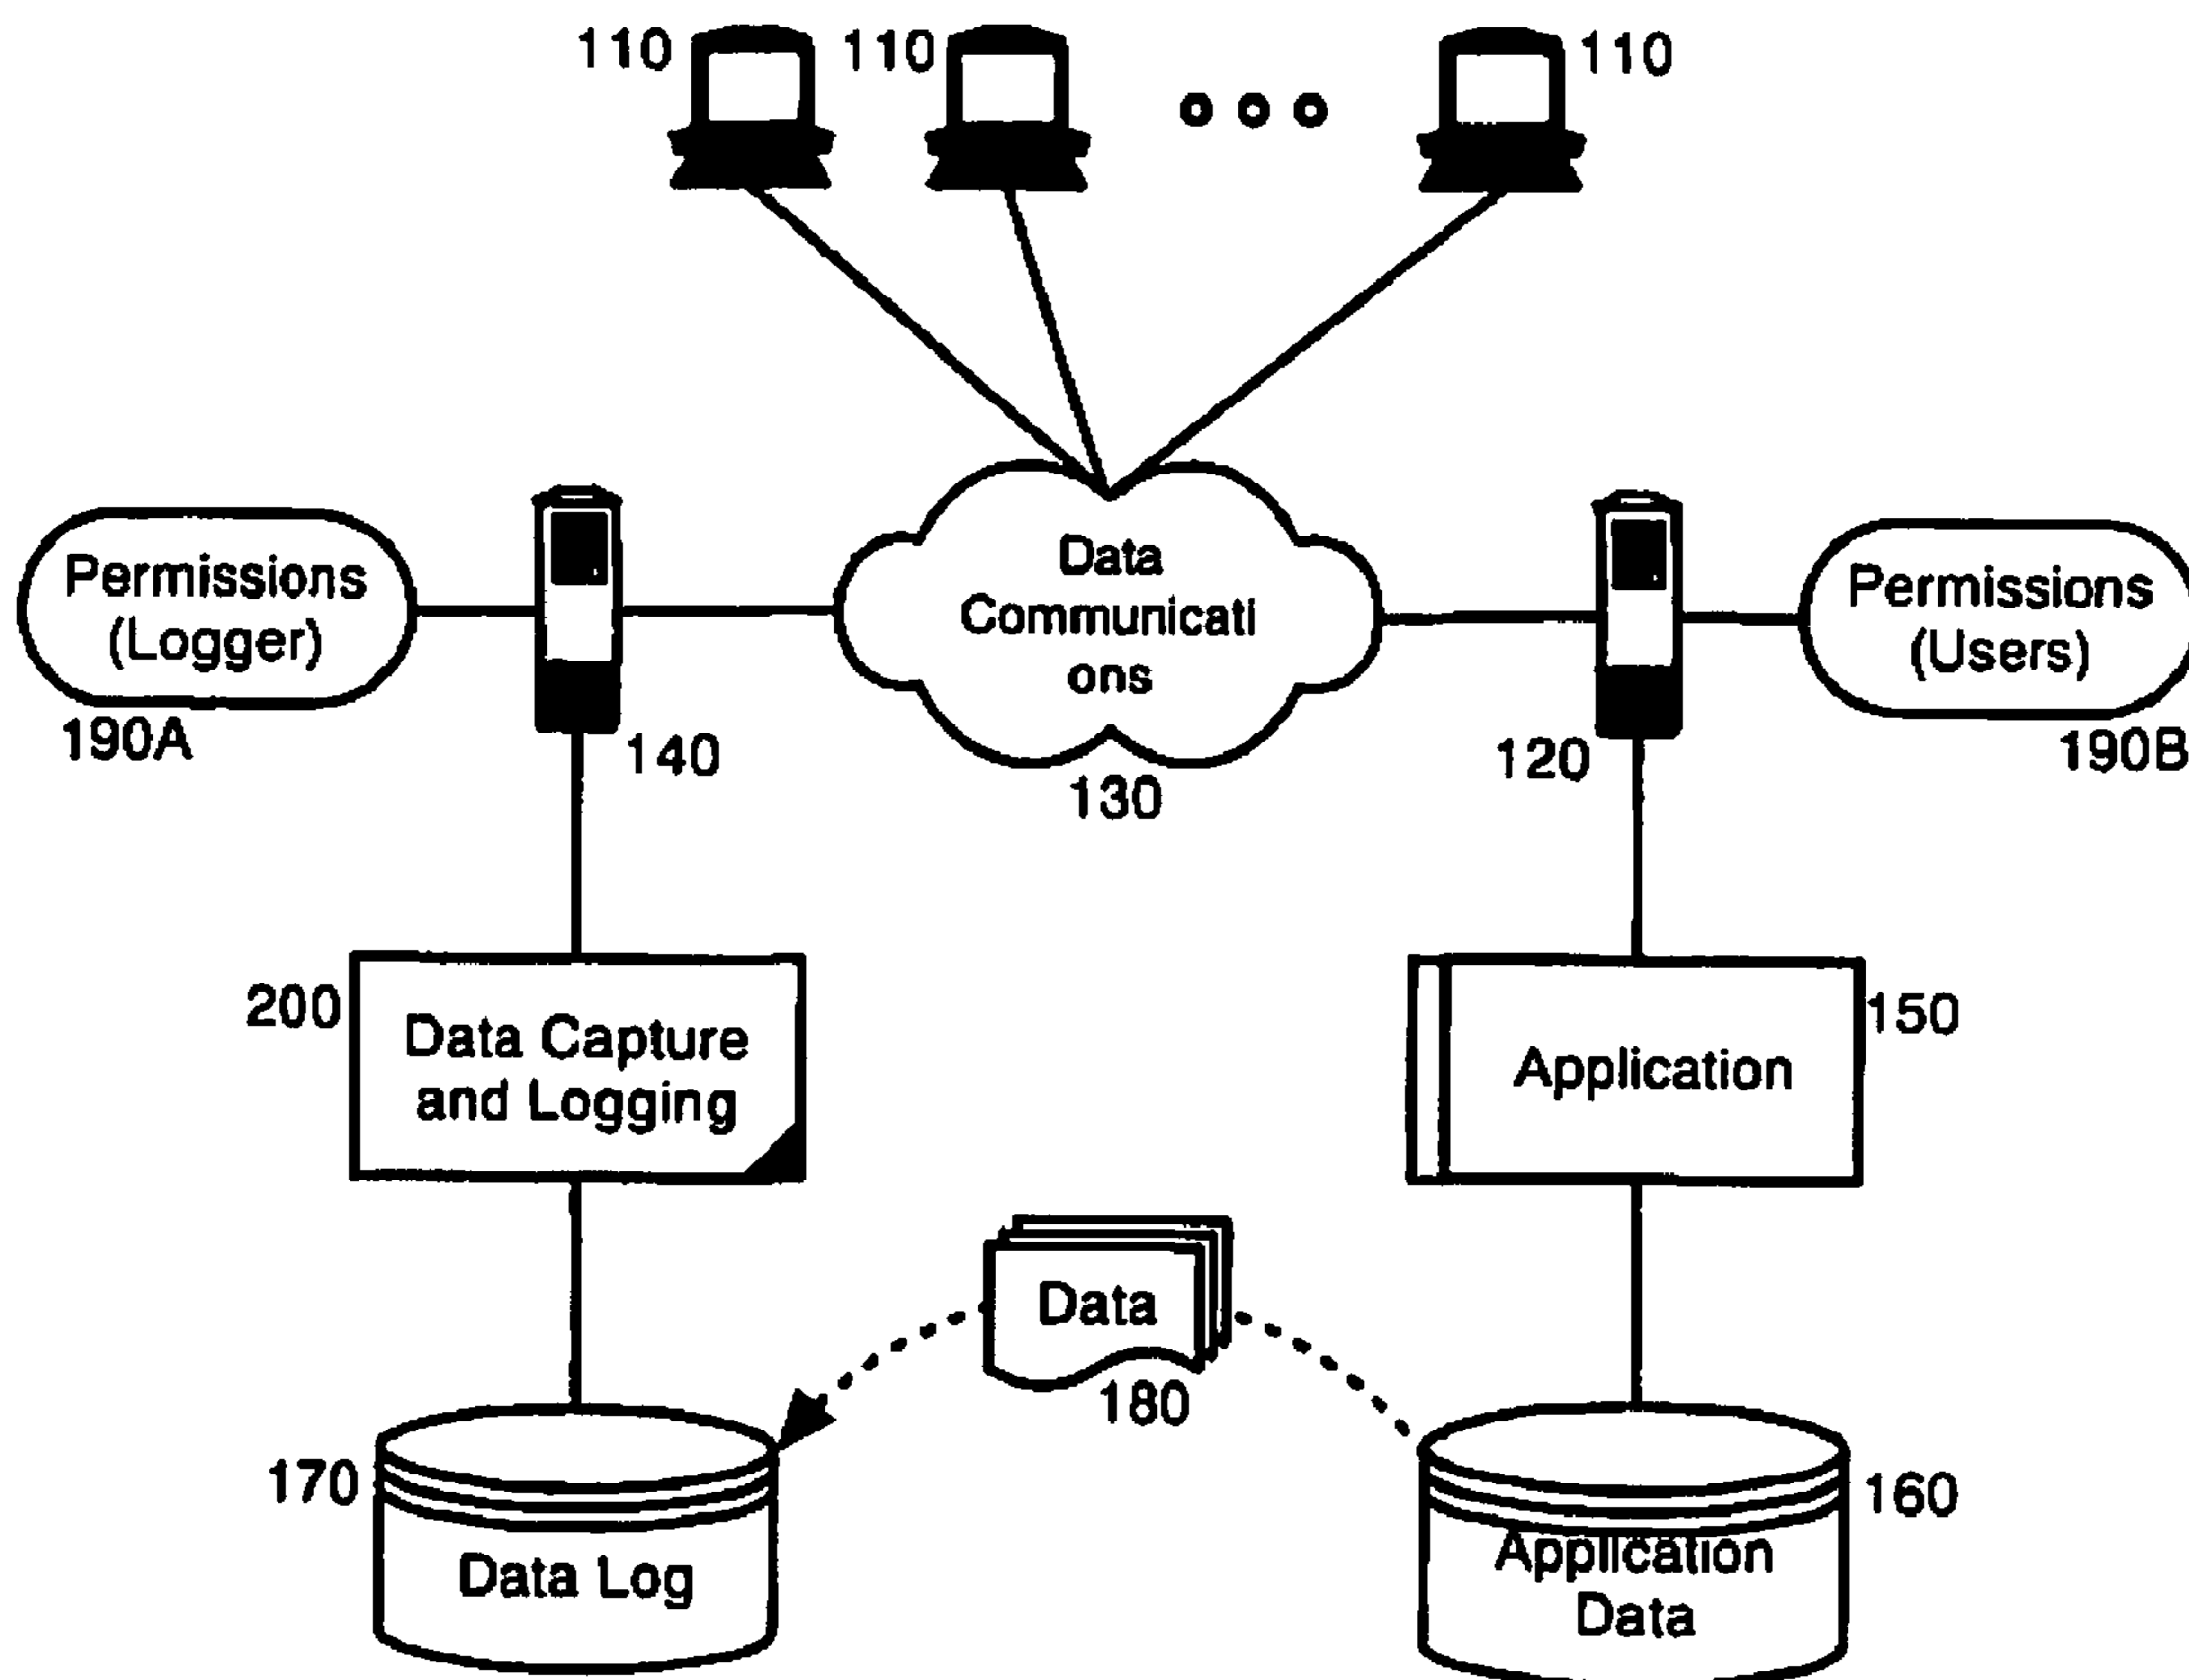 110
110
110
Data
Communicati
ons
130
Permissions
(Logger)
190A
140
120
Permissions
(Users)
190B
200
Data Capture
and Logging
Application
150
Data
180
170
Data Log
160
Application
Data